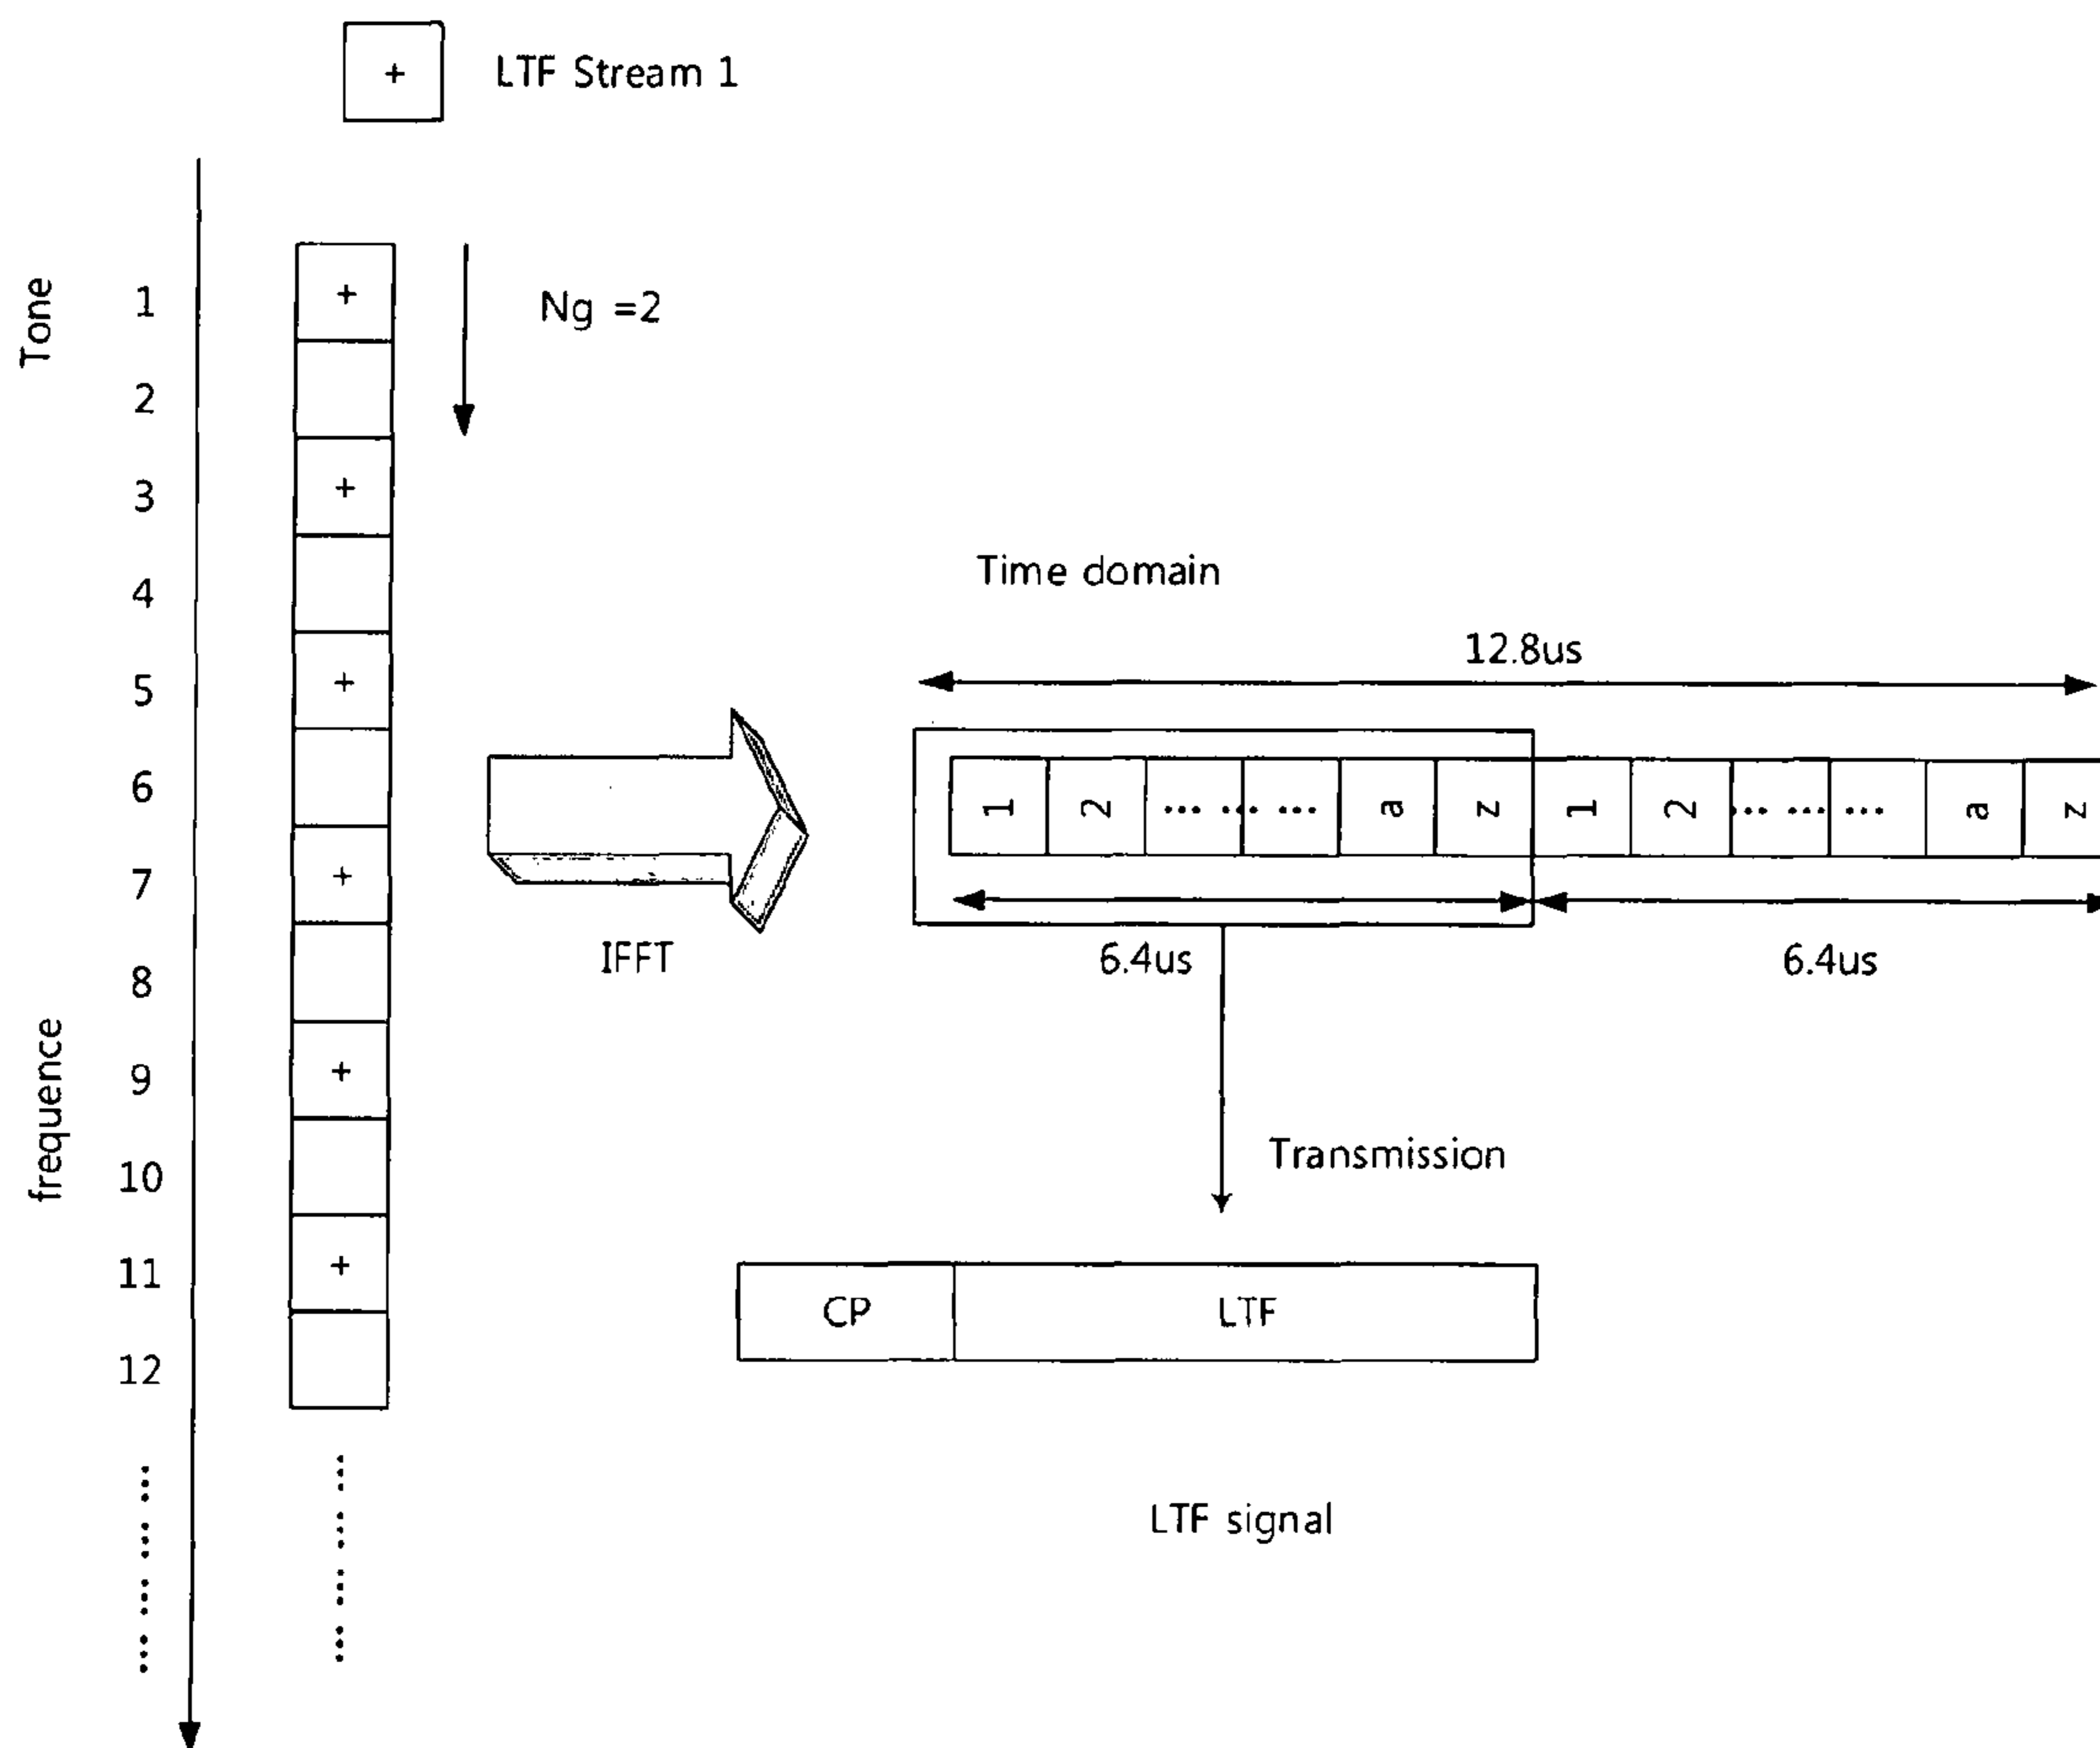 + LTF Stream 1
Tone
frequence
1 +
Ng =2
2
3 +
4
5 +
6
7 +
8
9 +
10
11 +
12
...... ...... ......
IFFT
Time domain
12.8us
1 2 ... ... ... a z 1 2 ... ... ... a z
6.4us 6.4us
Transmission
CP LTF
LTF signal